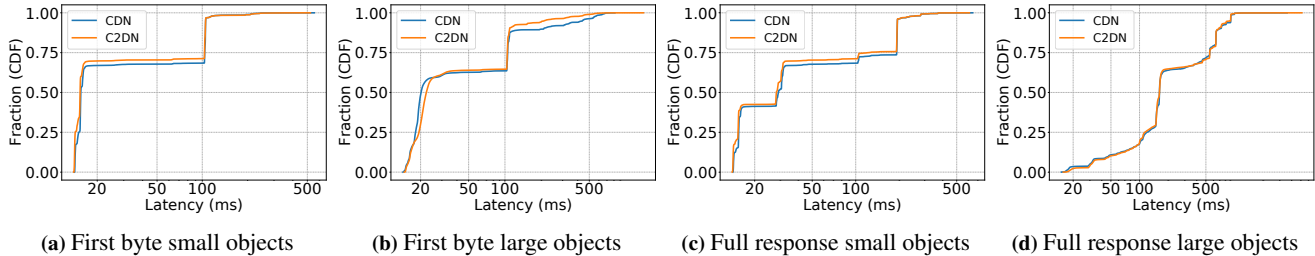 1.00
0.75
0.50
0.25
0.00
Fraction (CDF)
CDN
C2DN
20 50 100 500
Latency (ms)
(a) First byte small objects
1.00
0.75
0.50
0.25
0.00
Fraction (CDF)
CDN
C2DN
20 100 500
Latency (ms)
(b) First byte large objects
1.00
0.75
0.50
0.25
0.00
Fraction (CDF)
CDN
C2DN
20 50 100 500
Latency (ms)
(c) Full response small objects
1.00
0.75
0.50
0.25
0.00
Fraction (CDF)
CDN
C2DN
20 50 100 500
Latency (ms)
(d) Full response large objects